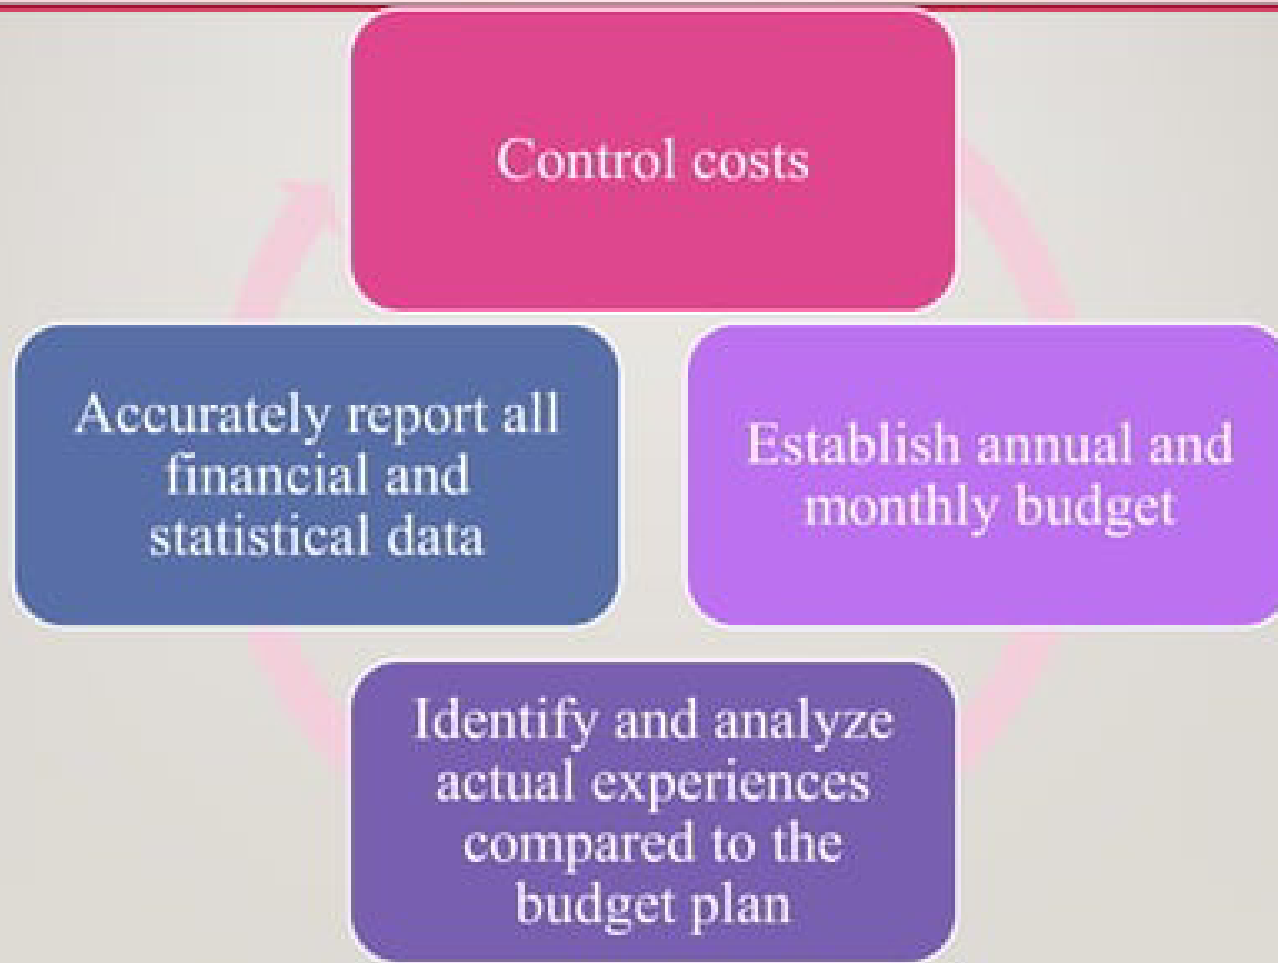 Control costs
Establish annual and
monthly budget
Identify and analyze
actual experiences
compared to the
budget plan
Accurately report all
financial and
statistical data